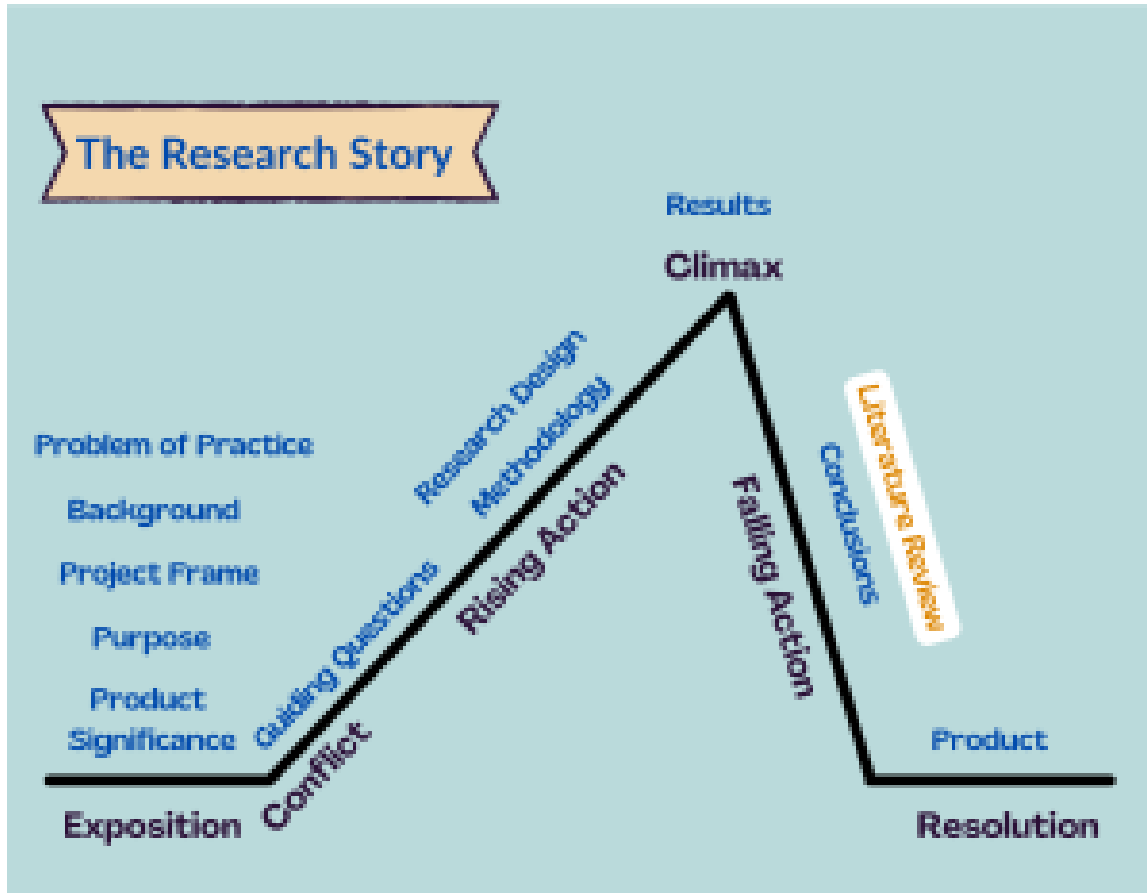 The Research Story
Results
Climax
Research Design
Methodology
Rising Action
Guiding Questions
Conflict
Problem of Practice
Background
Project Frame
Purpose
Product
Significance
Exposition
Literature Review
Conclusions
Falling Action
Product
Resolution